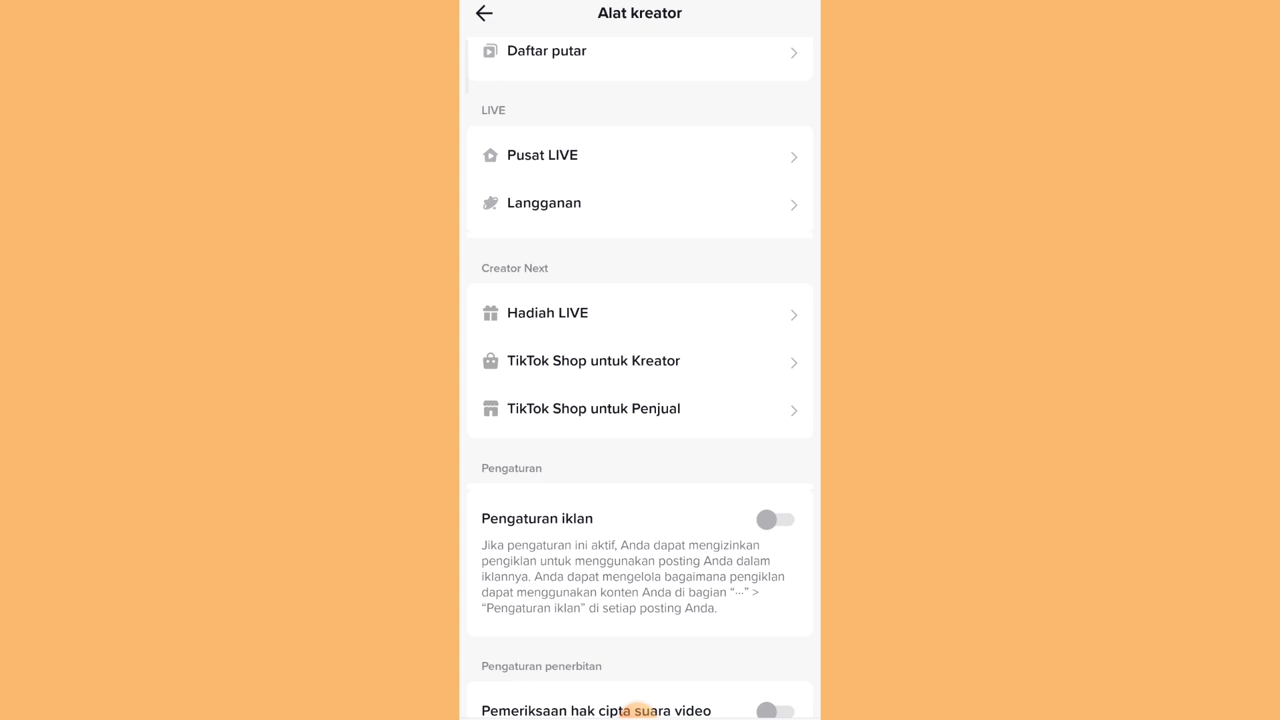 Alat kreator
Daftar putar
LIVE
Pusat LIVE
Langganan
Creator Next
Hadiah LIVE
TikTok Shop untuk Kreator
TikTok Shop untuk Penjual
Pengaturan
Pengaturan iklan
Jika pengaturan ini aktif, Anda dapat mengizinkan
pengiklan untuk menggunakan posting Anda dalam
iklannya. Anda dapat mengelola bagaimana pengiklan
dapat menggunakan konten Anda di bagian “...” >
“Pengaturan iklan” di setiap posting Anda.
Pengaturan penerbitan
Pemeriksaan hak cipta suara video